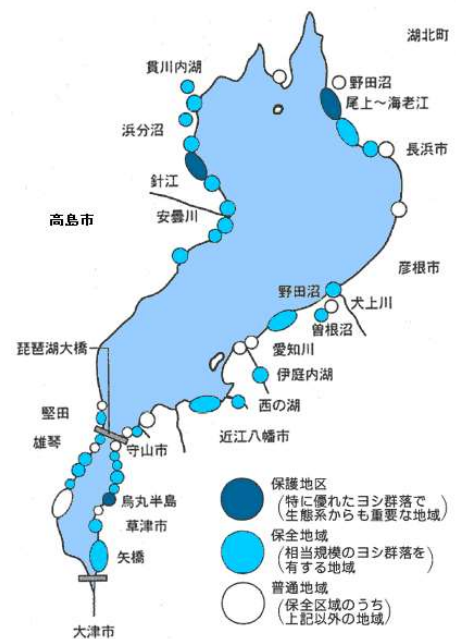 湖北町
貫川内湖
野田沼
尾上～海老江
浜分沼
長浜市
針江
安曇川
高島市
彦根市
野田沼
犬上川
曽根沼
琵琶湖大橋
愛知川
伊庭内湖
西の湖
堅田
近江八幡市
守山市
雄琴
烏丸半島
草津市
矢橋
大津市
保護地区
(特に優れたヨシ群落で
生態系からも重要な地域)
保全地域
(相当規模のヨシ群落を
有する地域)
普通地域
(保全区域のうち
上記以外の地域)